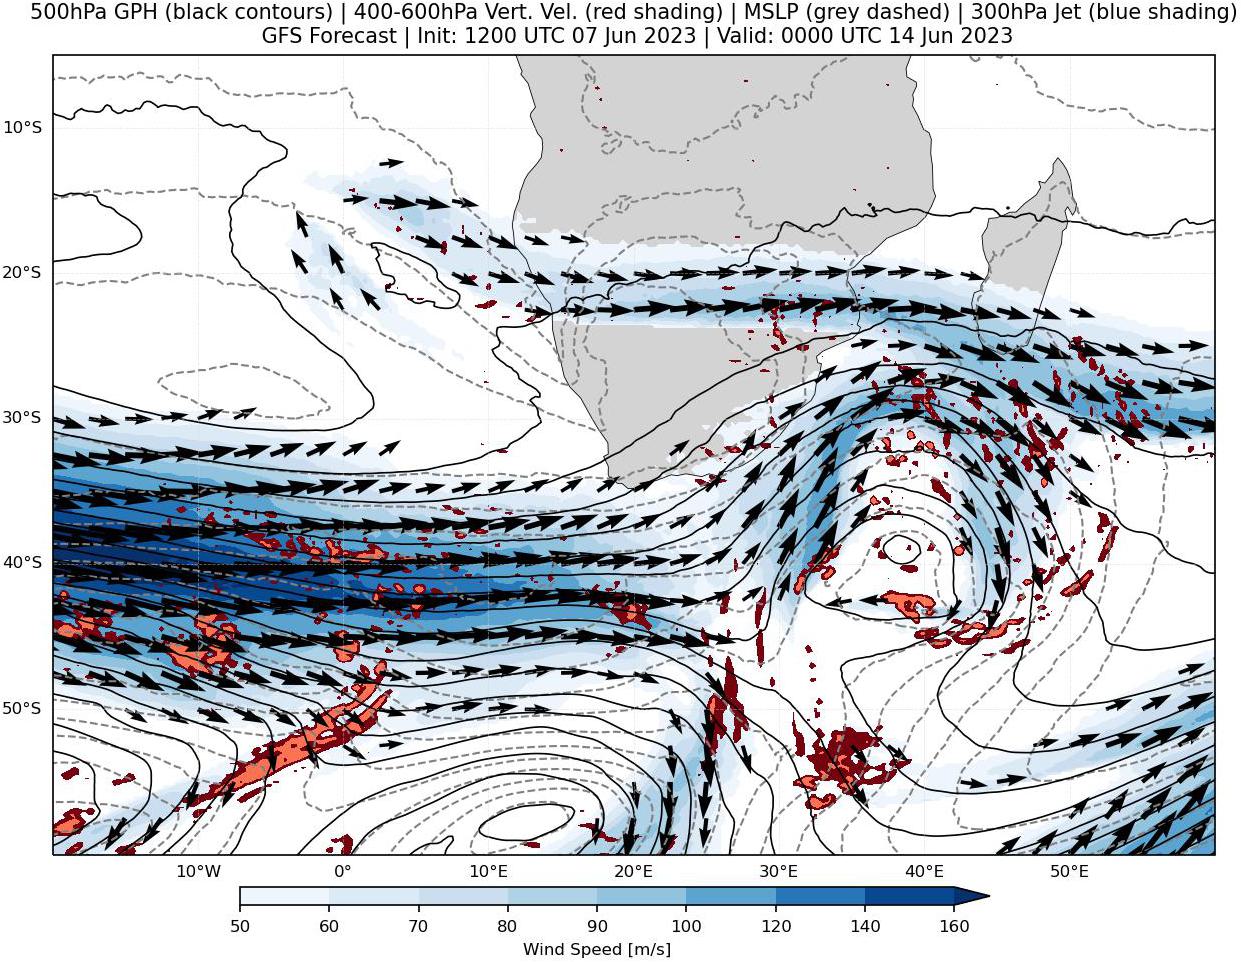 500hPa GPH (black contours) | 400-600hPa Vert. Vel. (red shading) | MSLP (grey dashed) | 300hPa Jet (blue shading)
GFS Forecast | Init: 1200 UTC 07 Jun 2023 | Valid: 0000 UTC 14 Jun 2023
10°S
20°S
30°S
40°S
50°S
10°W 0° 10°E 20°E 30°E 40°E 50°E
50 60 70 80 90 100 120 140 160
Wind Speed [m/s]